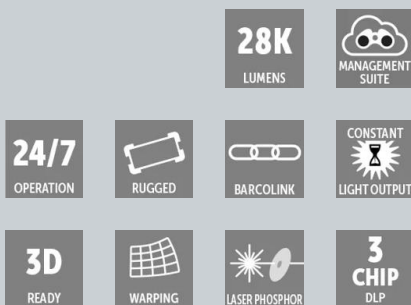 28K
LUMENS
MANAGEMENT
SUITE
24/7
OPERATION
RUGGED
BARCOLINK
CONSTANT
LIGHT OUTPUT
3D
READY
WARPING
LASER PHOSPHOR
3
CHIP
DLP